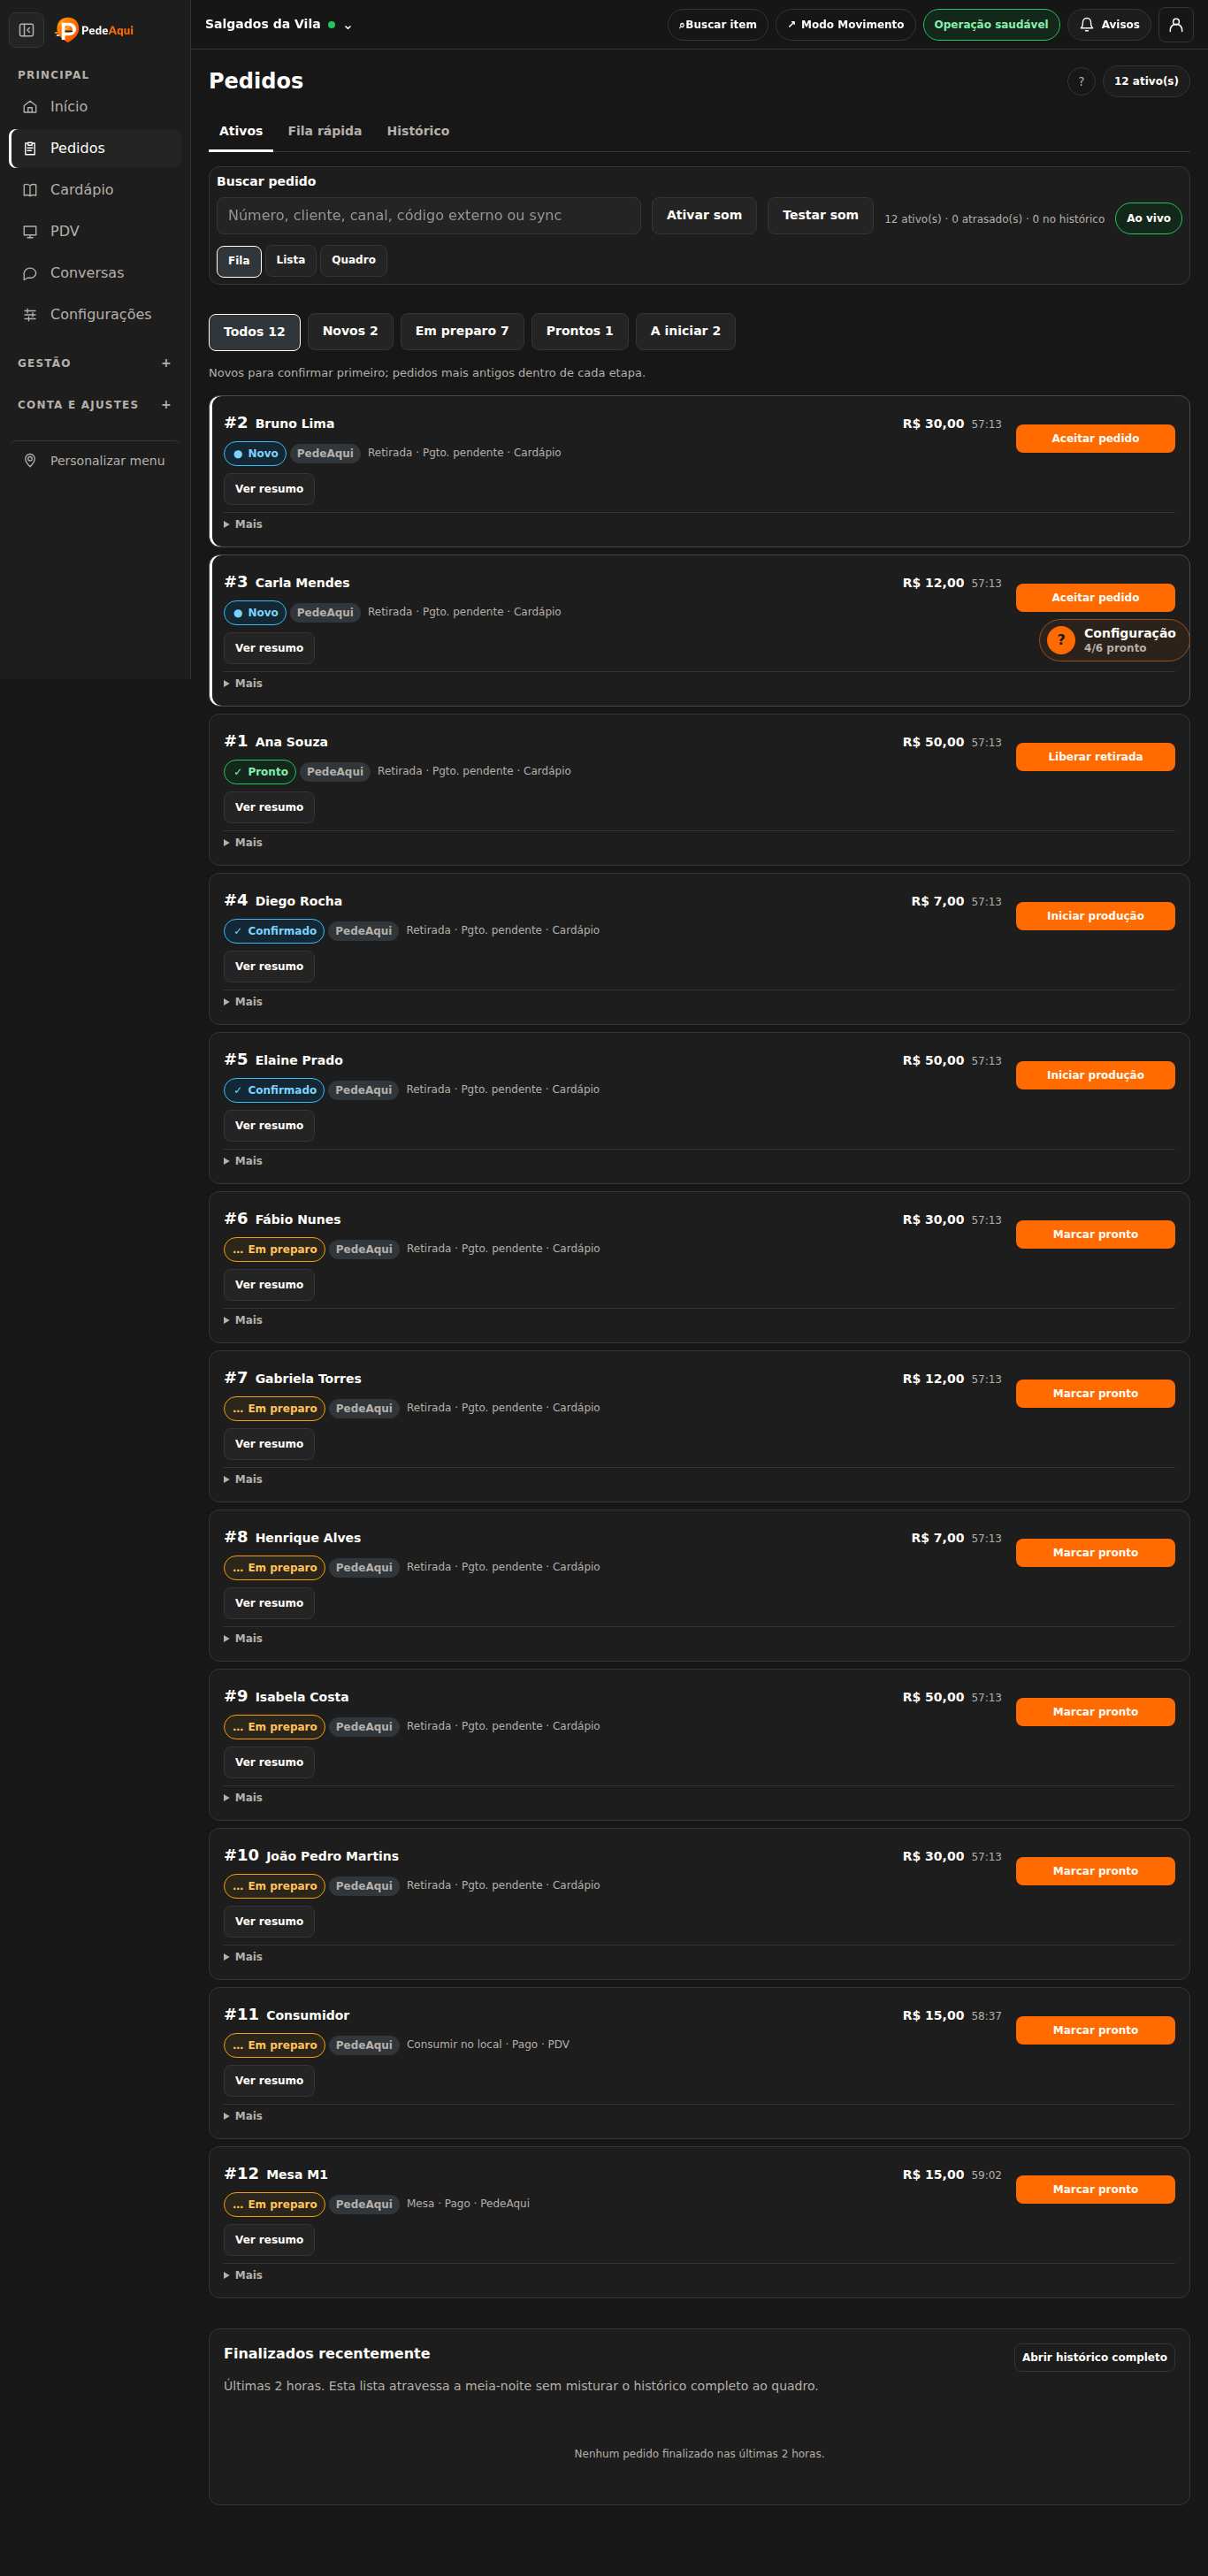 PedeAqui
Salgados da Vila
Buscar item
Modo Movimento
Operação saudável
Avisos
PRINCIPAL
Início
Pedidos
Cardápio
PDV
Conversas
Configurações
GESTÃO +
CONTA E AJUSTES +
Personalizar menu
Pedidos
? 12 ativo(s)
Ativos Fila rápida Histórico
Buscar pedido
Número, cliente, canal, código externo ou sync
Ativar som
Testar som
12 ativo(s) · 0 atrasado(s) · 0 no histórico
Ao vivo
Fila Lista Quadro
Todos 12 Novos 2 Em preparo 7 Prontos 1 A iniciar 2
Novos para confirmar primeiro; pedidos mais antigos dentro de cada etapa.
#2 Bruno Lima R$ 30,00 57:13 Aceitar pedido
● Novo PedeAqui Retirada · Pgto. pendente · Cardápio
Ver resumo
Mais
#3 Carla Mendes R$ 12,00 57:13 Aceitar pedido
● Novo PedeAqui Retirada · Pgto. pendente · Cardápio
? Configuração
4/6 pronto
Ver resumo
Mais
#1 Ana Souza R$ 50,00 57:13 Liberar retirada
✓ Pronto PedeAqui Retirada · Pgto. pendente · Cardápio
Ver resumo
Mais
#4 Diego Rocha R$ 7,00 57:13 Iniciar produção
✓ Confirmado PedeAqui Retirada · Pgto. pendente · Cardápio
Ver resumo
Mais
#5 Elaine Prado R$ 50,00 57:13 Iniciar produção
✓ Confirmado PedeAqui Retirada · Pgto. pendente · Cardápio
Ver resumo
Mais
#6 Fábio Nunes R$ 30,00 57:13 Marcar pronto
… Em preparo PedeAqui Retirada · Pgto. pendente · Cardápio
Ver resumo
Mais
#7 Gabriela Torres R$ 12,00 57:13 Marcar pronto
… Em preparo PedeAqui Retirada · Pgto. pendente · Cardápio
Ver resumo
Mais
#8 Henrique Alves R$ 7,00 57:13 Marcar pronto
… Em preparo PedeAqui Retirada · Pgto. pendente · Cardápio
Ver resumo
Mais
#9 Isabela Costa R$ 50,00 57:13 Marcar pronto
… Em preparo PedeAqui Retirada · Pgto. pendente · Cardápio
Ver resumo
Mais
#10 João Pedro Martins R$ 30,00 57:13 Marcar pronto
… Em preparo PedeAqui Retirada · Pgto. pendente · Cardápio
Ver resumo
Mais
#11 Consumidor R$ 15,00 58:37 Marcar pronto
… Em preparo PedeAqui Consumir no local · Pago · PDV
Ver resumo
Mais
#12 Mesa M1 R$ 15,00 59:02 Marcar pronto
… Em preparo PedeAqui Mesa · Pago · PedeAqui
Ver resumo
Mais
Finalizados recentemente
Abrir histórico completo
Últimas 2 horas. Esta lista atravessa a meia-noite sem misturar o histórico completo ao quadro.
Nenhum pedido finalizado nas últimas 2 horas.